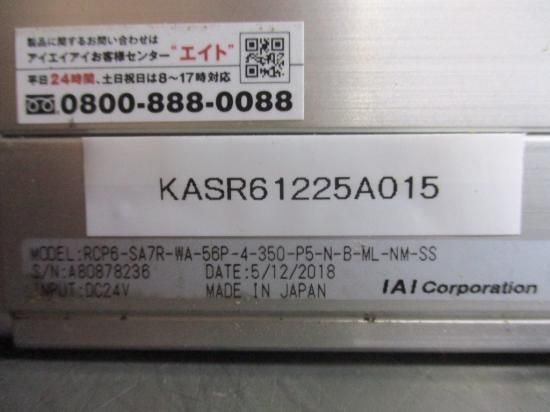 製品に関するお問い合わせは
アイエイアイお客様センター "エイト"
平日24時間、土日祝日は8~17時対応
0800-888-0088
KASR61225A015
MODEL:RCP6-SA7R-WA-56P-4-350-P5-N-B-ML-NM-SS
S/N:A80878236 DATE:5/12/2018
INPUT:DC24V MADE IN JAPAN IAI Corporation